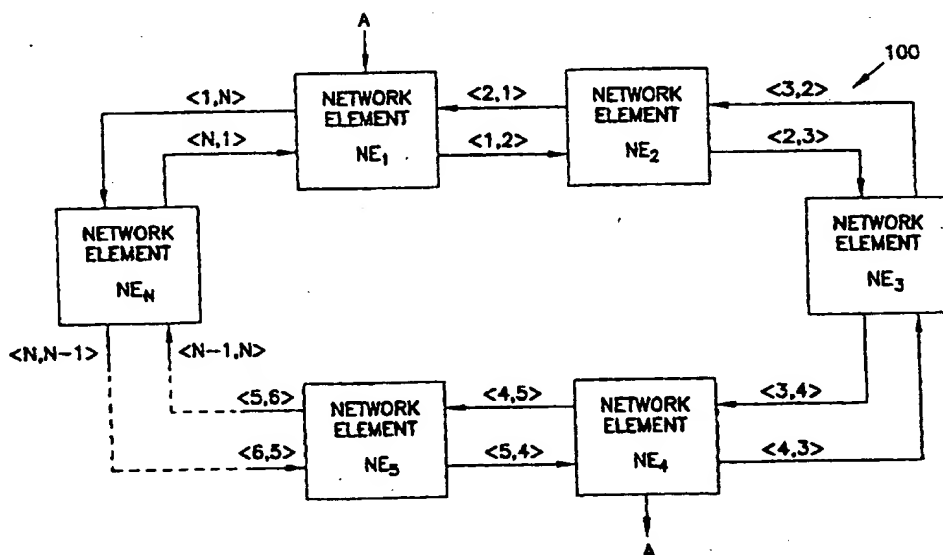 A
100
<1,N>
<N,1>
NETWORK
ELEMENT
NE1
<2,1>
<1,2>
NETWORK
ELEMENT
NE2
<3,2>
<2,3>
NETWORK
ELEMENT
NEN
NETWORK
ELEMENT
NE3
<N,N-1>
<N-1,N>
<5,6>
<6,5>
NETWORK
ELEMENT
NE5
<4,5>
<5,4>
NETWORK
ELEMENT
NE4
<3,4>
<4,3>
A